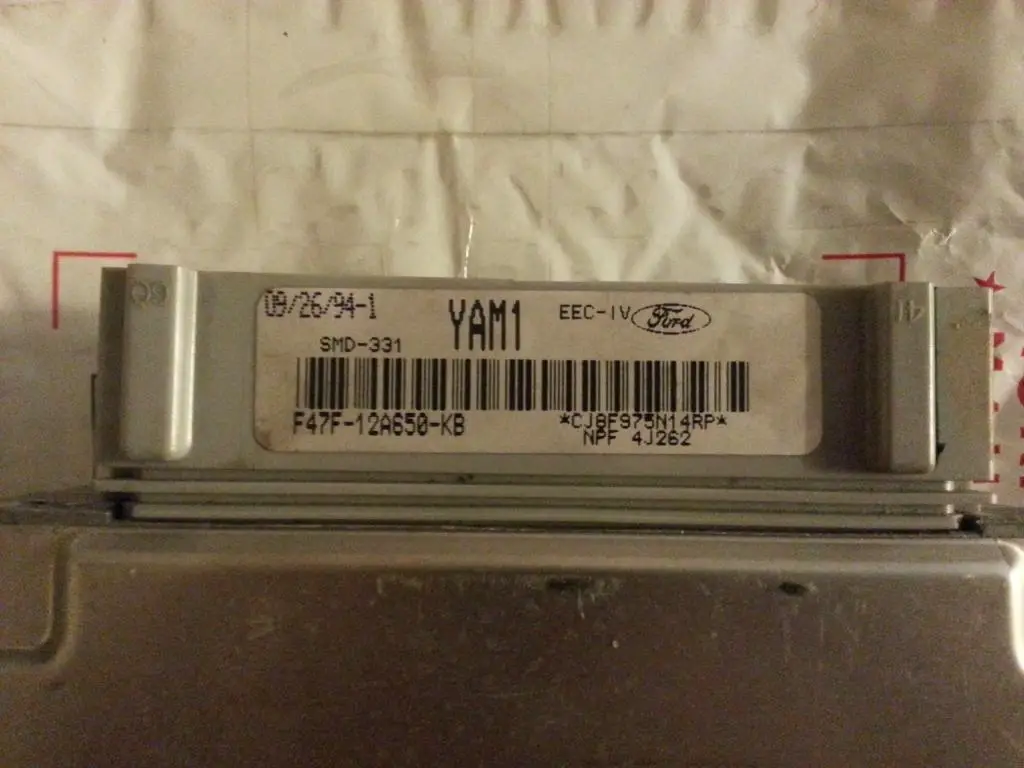 09/26/94-1
YAM1
EEC-IV Ford
SMD-331
F47F-12A650-KB
*CJ8F975N14RP*
NPF 4J262